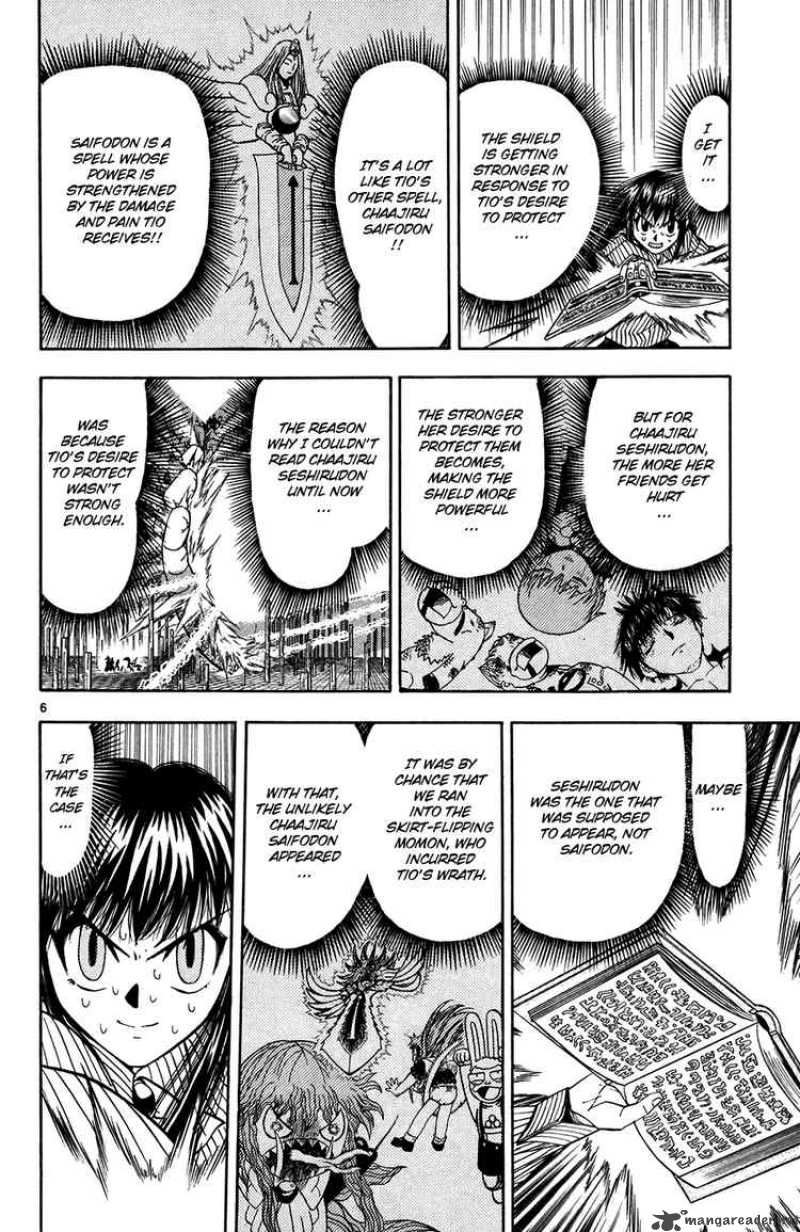 I
GET
IT
...
THE SHIELD
IS GETTING
STRONGER IN
RESPONSE TO
TIO'S DESIRE
TO PROTECT
...
IT'S A LOT
LIKE TIO'S
OTHER SPELL,
CHAAJIRU
SAIFODON
!!
SAIFODON IS A
SPELL WHOSE
POWER IS
STRENGTHENED
BY THE DAMAGE
AND PAIN TIO
RECEIVES!!
BUT FOR
CHAAJIRU
SESHIRUDON,
THE MORE HER
FRIENDS GET
HURT
...
THE STRONGER
HER DESIRE TO
PROTECT THEM
BECOMES,
MAKING THE
SHIELD MORE
POWERFUL
...
THE REASON
WHY I COULDN'T
READ CHAAJIRU
SESHIRUDON
UNTIL NOW
...
WAS
BECAUSE
TIO'S DESIRE
TO PROTECT
WASN'T
STRONG
ENOUGH.
6
MAYBE
...
SESHIRUDON
WAS THE ONE THAT
WAS SUPPOSED
TO APPEAR, NOT
SAIFODON.
IT WAS BY
CHANCE THAT
WE RAN
INTO THE
SKIRT-FLIPPING
MOMON, WHO
INCURRED
TIO'S WRATH.
WITH THAT,
THE UNLIKELY
CHAAJIRU
SAIFODON
APPEARED
...
IF
THAT'S
THE
CASE
...